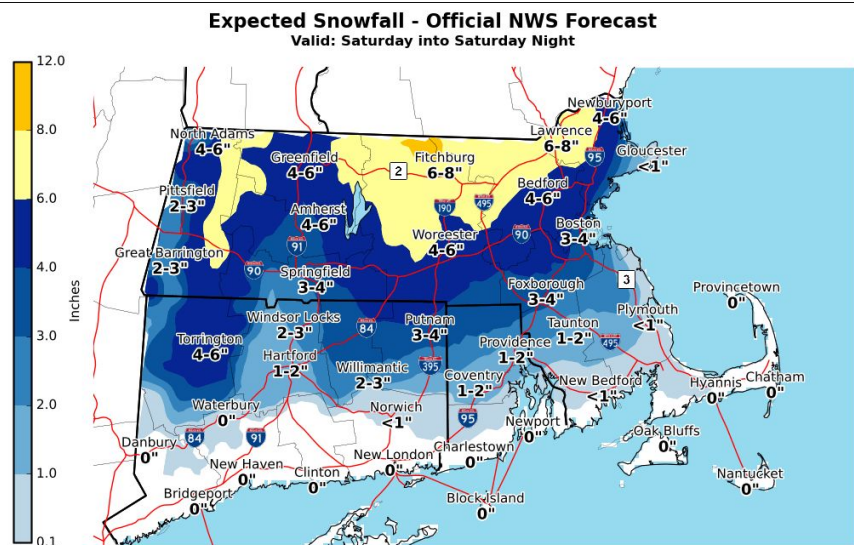 Expected Snowfall - Official NWS Forecast
Valid: Saturday into Saturday Night
12.0
8.0
6.0
4.0
3.0
2.0
1.0
0.1
Inches
Newburyport
4-6"
North Adams
4-6"
Lawrence
6-8"
Greenfield
4-6"
Fitchburg
6-8"
95
Gloucester
<1"
2
Pittsfield
2-3"
Bedford
4-6"
190
495
Amherst
4-6"
Boston
3-4"
Worcester
4-6"
90
91
Great Barrington
2-3"
90
Springfield
3-4"
Foxborough
3-4"
3
Provincetown
0"
Windsor Locks
2-3"
84
Putnam
3-4"
Taunton
1-2"
Plymouth
<1"
495
Torrington
4-6"
Hartford
1-2"
Providence
1-2"
395
Willimantic
2-3"
Coventry
1-2"
New Bedford
<1"
Hyannis
0"
Chatham
0"
Waterbury
0"
Norwich
<1"
95
Newport
0"
Oak Bluffs
0"
Danbury
0"
84
91
Charlestown
0"
New Haven
0"
Clinton
0"
New London
0"
Nantucket
0"
Bridgeport
0"
Block Island
0"